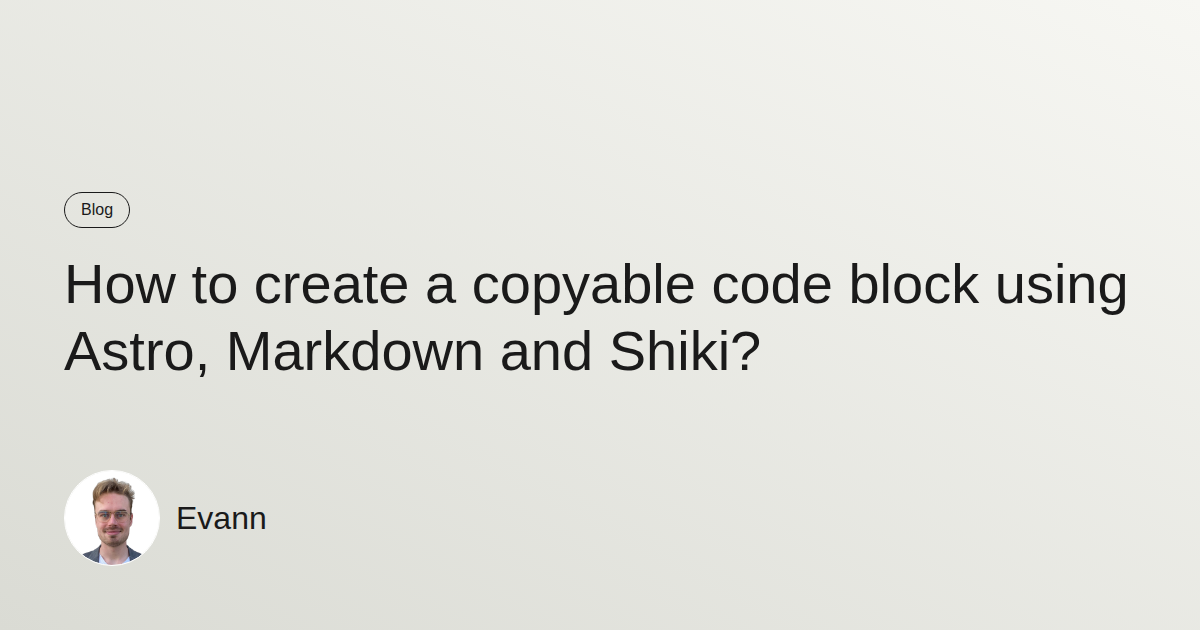 Blog
How to create a copyable code block using
Astro, Markdown and Shiki?
Evann